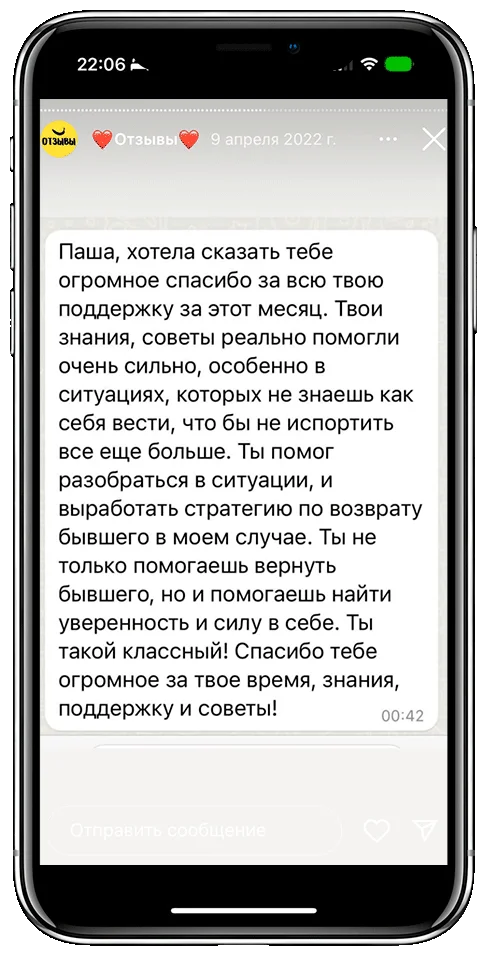 22:06
ОТЗЫВЫ
❤️Отзывы❤️ 9 апреля 2022 г.
Паша, хотела сказать тебе
огромное спасибо за всю твою
поддержку за этот месяц. Твои
знания, советы реально помогли
очень сильно, особенно в
ситуациях, которых не знаешь как
себя вести, что бы не испортить
все еще больше. Ты помог
разобраться в ситуации, и
выработать стратегию по возврату
бывшего в моем случае. Ты не
только помогаешь вернуть
бывшего, но и помогаешь найти
уверенность и силу в себе. Ты
такой классный! Спасибо тебе
огромное за твое время, знания,
поддержку и советы!
00:42
Отправить сообщение